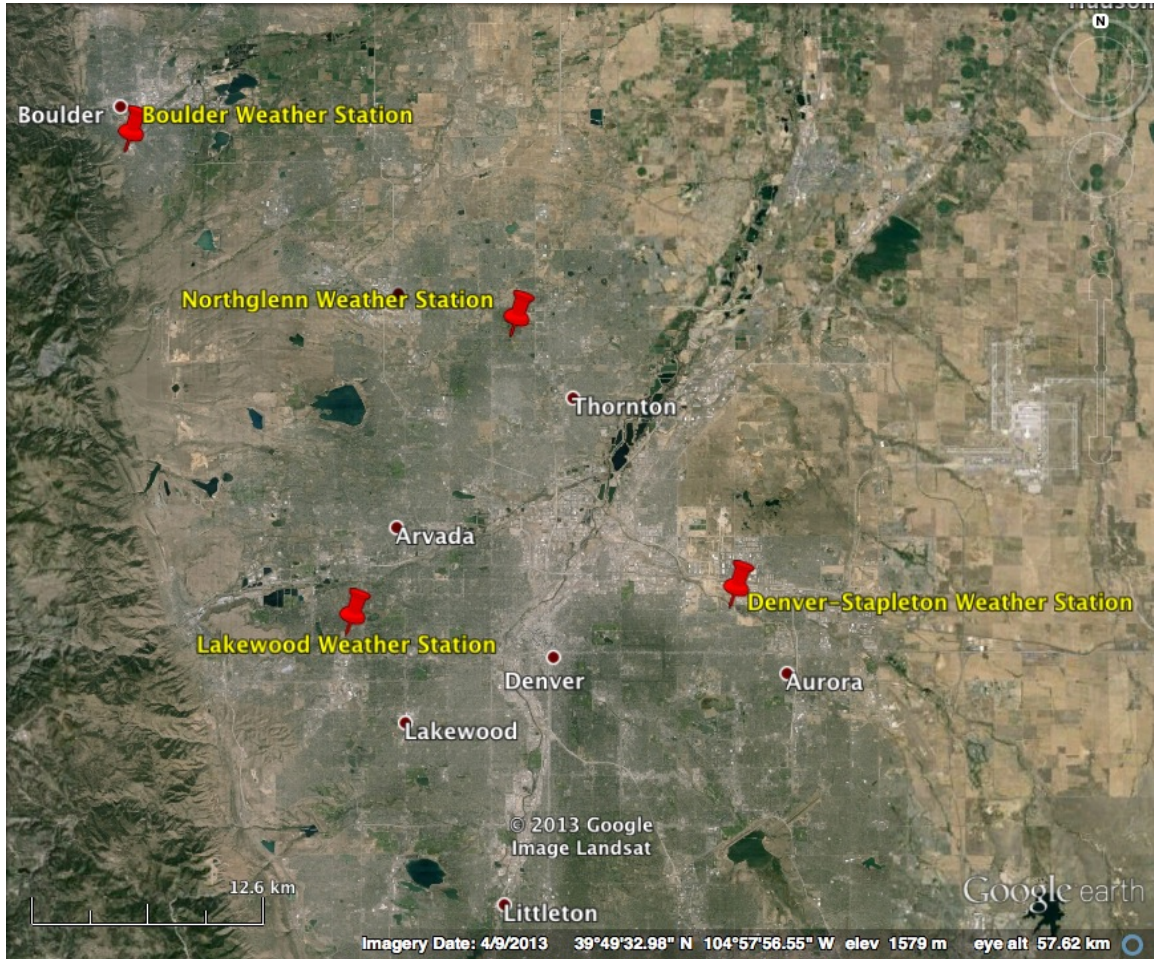 Hudson
N
Boulder
Boulder Weather Station
Northglenn Weather Station
Thornton
Arvada
Denver-Stapleton Weather Station
Lakewood Weather Station
Denver
Aurora
Lakewood
© 2013 Google
Image Landsat
12.6 km
Google earth
Littleton
Imagery Date: 4/9/2013 39°49'32.98" N 104°57'56.55" W elev 1579 m eye alt 57.62 km